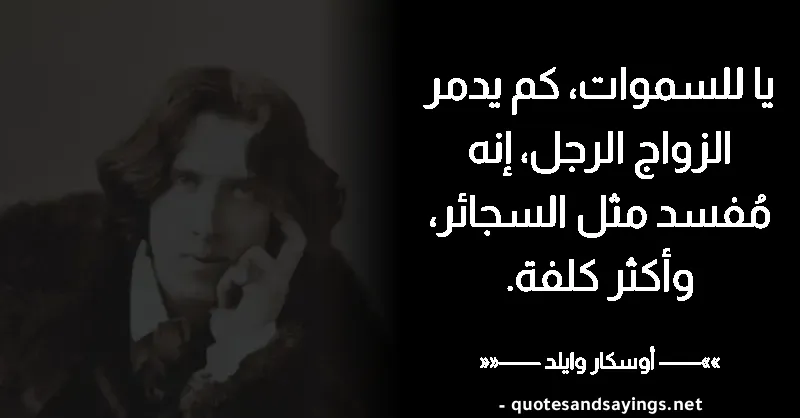 يا للسموات، كم يدمر
الزواج الرجل، إنه
مُفسد مثل السجائر،
وأكثر كلفة.
»»——— أوسكار وايلد ———««
- quotesandsayings.net